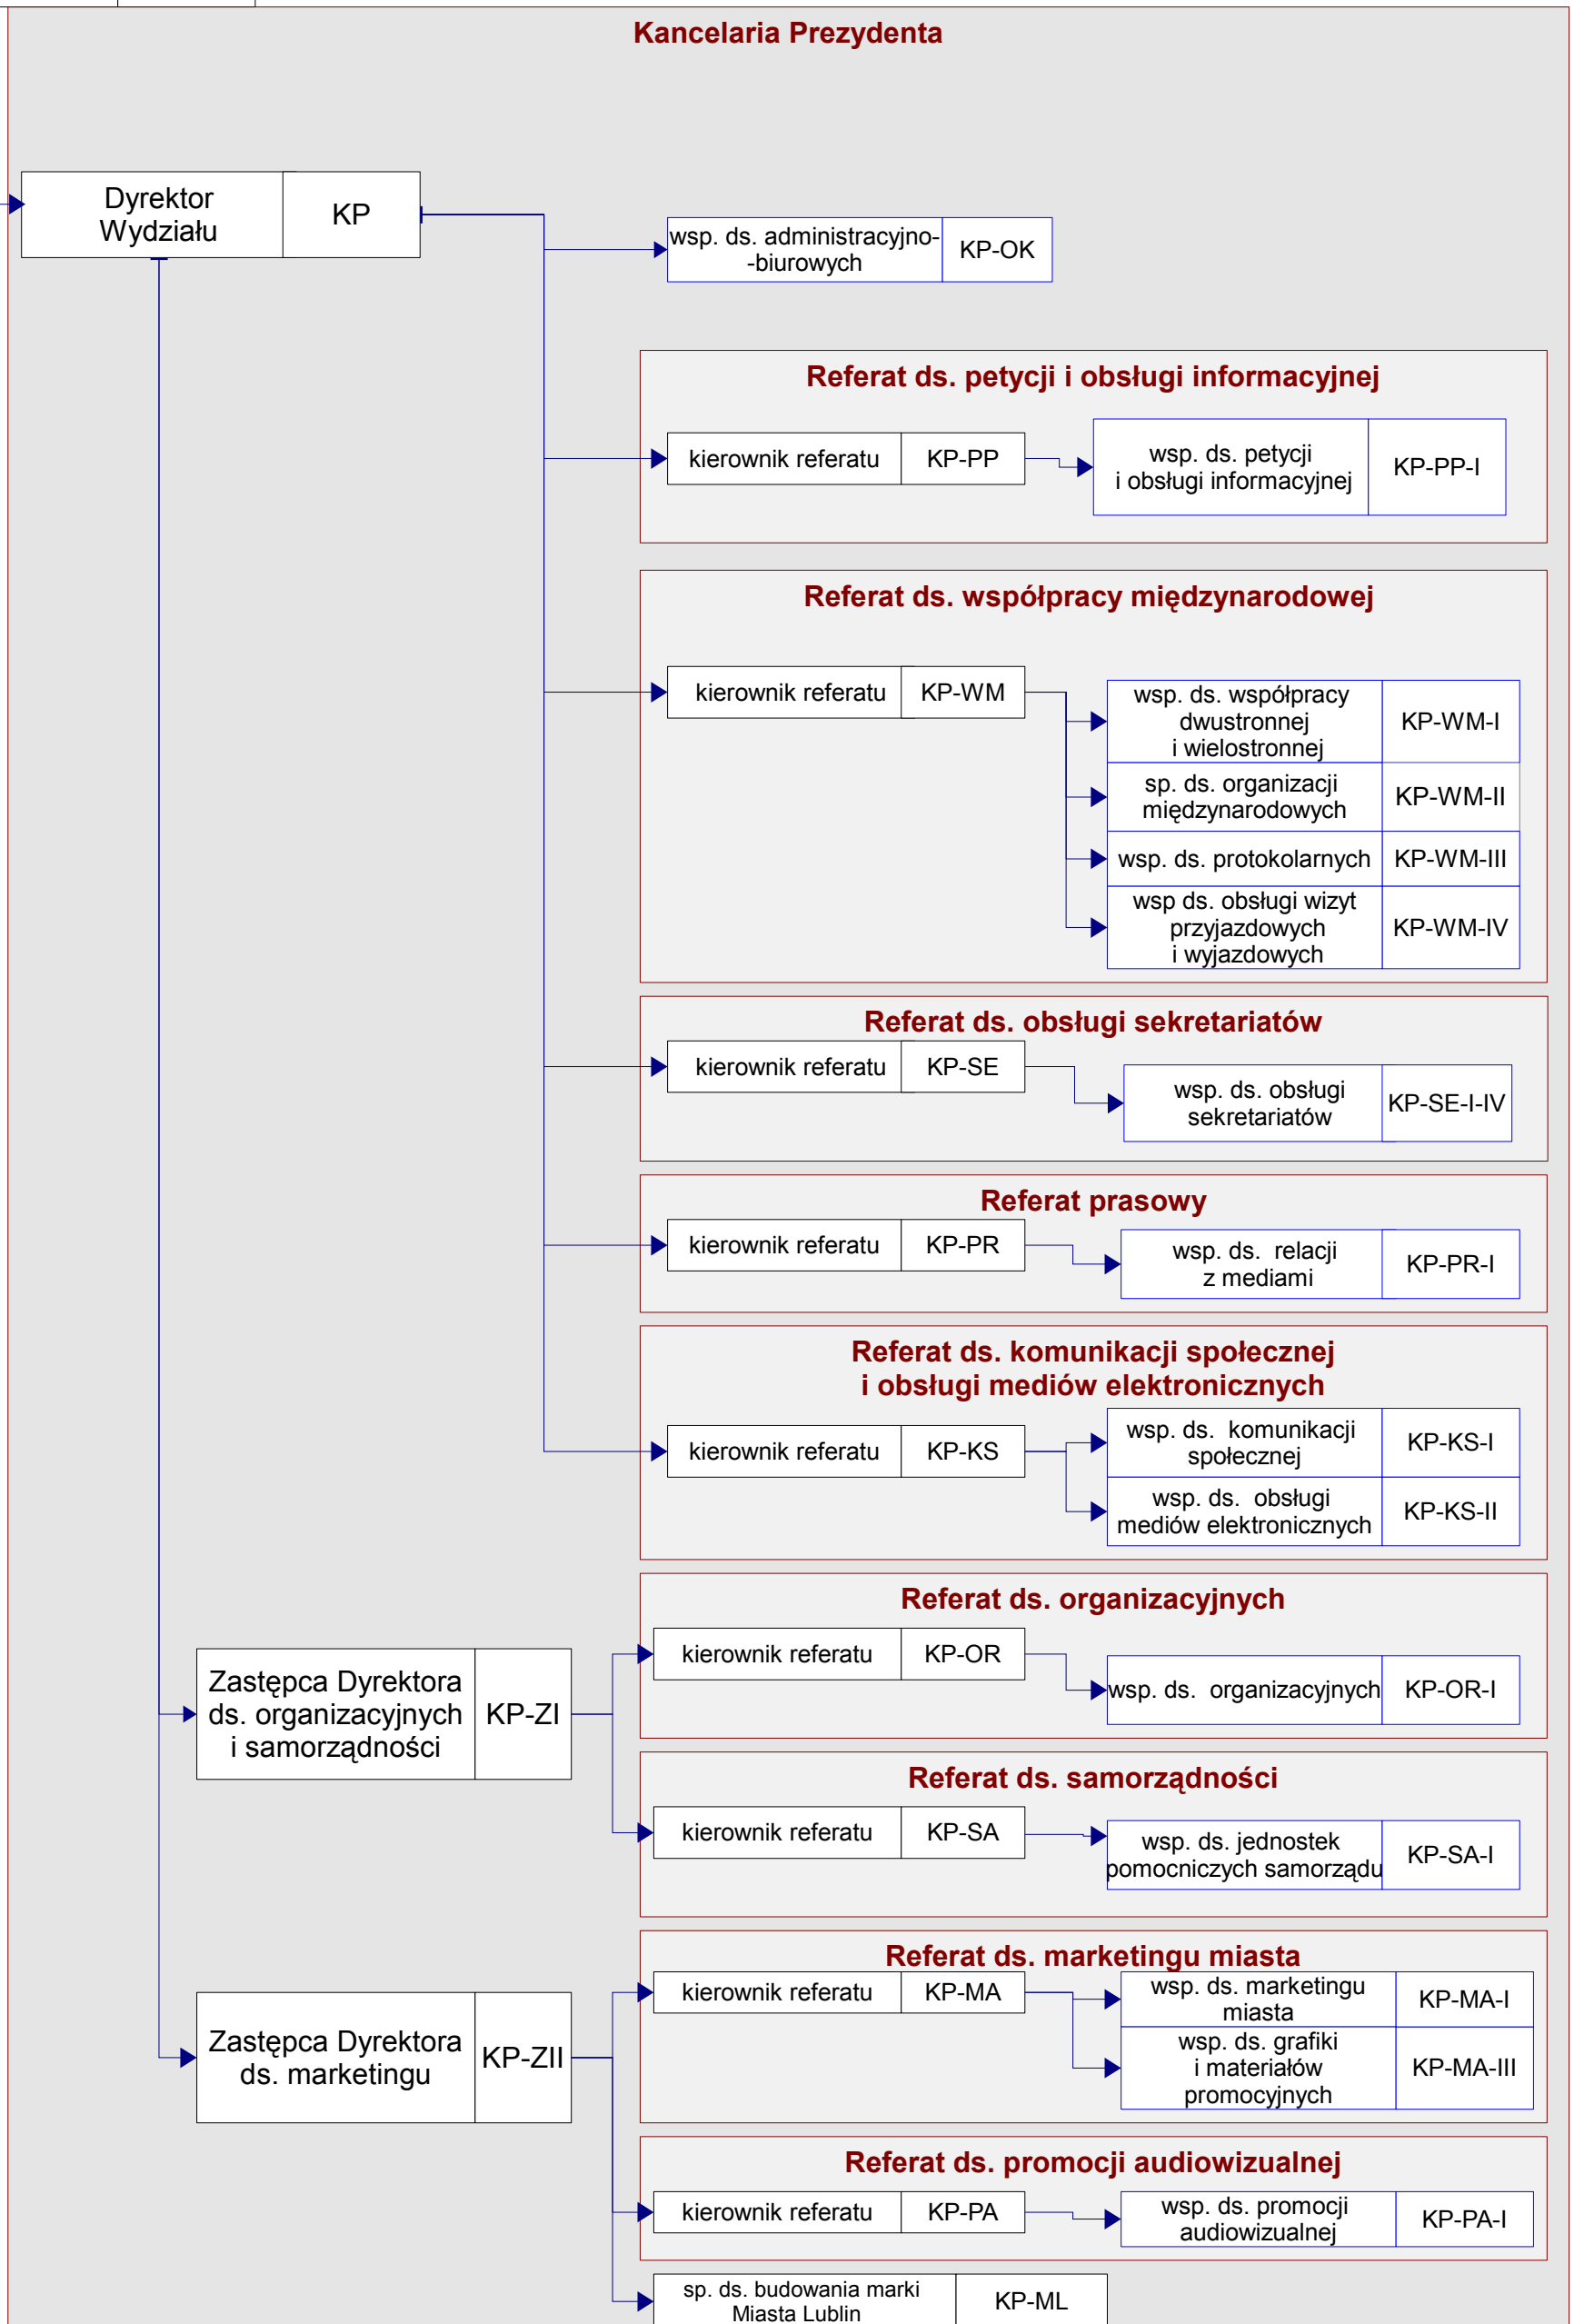 Kancelaria Prezydenta
Dyrektor
Wydziału
KP
wsp. ds. administracyjno-
-biurowych
KP-OK
Referat ds. petycji i obsługi informacyjnej
kierownik referatu
KP-PP
wsp. ds. petycji
i obsługi informacyjnej
KP-PP-I
Referat ds. współpracy międzynarodowej
kierownik referatu
KP-WM
wsp. ds. współpracy
dwustronnej
i wielostronnej
KP-WM-I
sp. ds. organizacji
międzynarodowych
KP-WM-II
wsp. ds. protokolarnych
KP-WM-III
wsp ds. obsługi wizyt
przyjazdowych
i wyjazdowych
KP-WM-IV
Referat ds. obsługi sekretariatów
kierownik referatu
KP-SE
wsp. ds. obsługi
sekretariatów
KP-SE-I-IV
Referat prasowy
kierownik referatu
KP-PR
wsp. ds. relacji
z mediami
KP-PR-I
Referat ds. komunikacji społecznej
i obsługi mediów elektronicznych
kierownik referatu
KP-KS
wsp. ds. komunikacji
społecznej
KP-KS-I
wsp. ds. obsługi
mediów elektronicznych
KP-KS-II
Zastępca Dyrektora
ds. organizacyjnych
i samorządności
KP-ZI
Referat ds. organizacyjnych
kierownik referatu
KP-OR
wsp. ds. organizacyjnych
KP-OR-I
Referat ds. samorządności
kierownik referatu
KP-SA
wsp. ds. jednostek
pomocniczych samorządu
KP-SA-I
Zastępca Dyrektora
ds. marketingu
KP-ZII
Referat ds. marketingu miasta
kierownik referatu
KP-MA
wsp. ds. marketingu
miasta
KP-MA-I
wsp. ds. grafiki
i materiałów
promocyjnych
KP-MA-III
Referat ds. promocji audiowizualnej
kierownik referatu
KP-PA
wsp. ds. promocji
audiowizualnej
KP-PA-I
sp. ds. budowania marki
Miasta Lublin
KP-ML